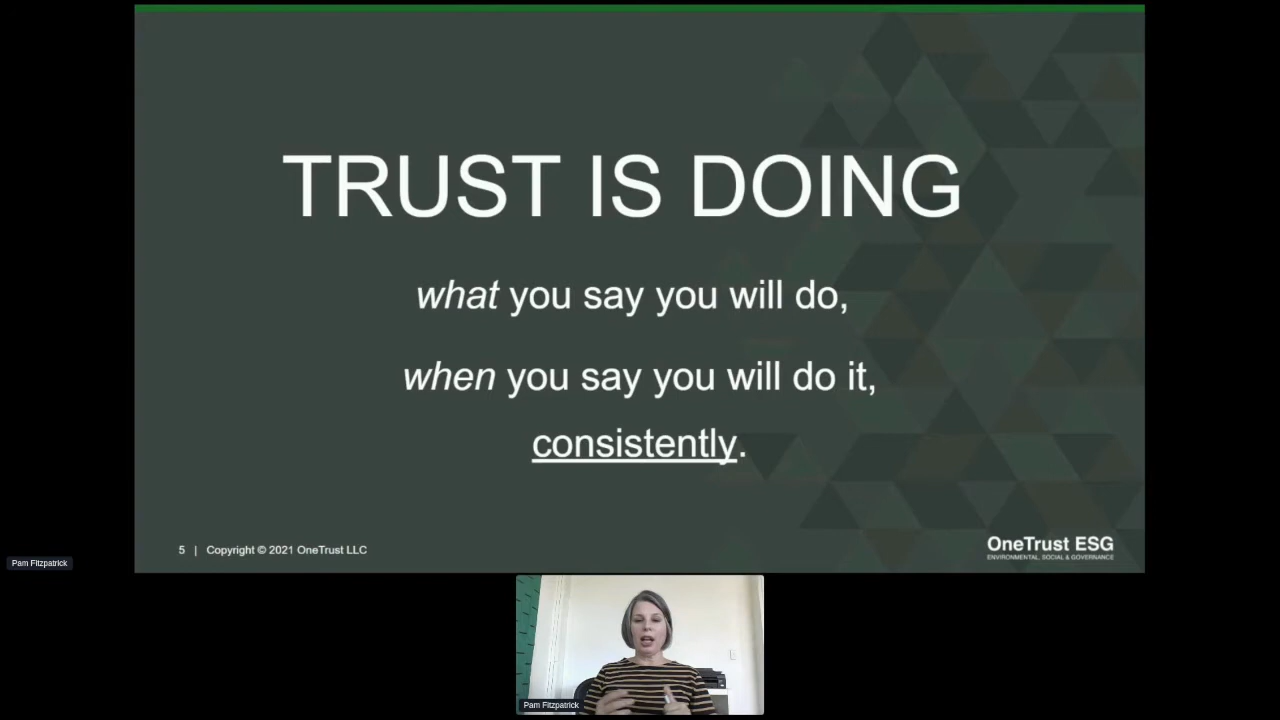 TRUST IS DOING
what you say you will do,
when you say you will do it,
consistently.
5 | Copyright © 2021 OneTrust LLC
OneTrust ESG
ENVIRONMENTAL, SOCIAL & GOVERNANCE
Pam Fitzpatrick
Pam Fitzpatrick